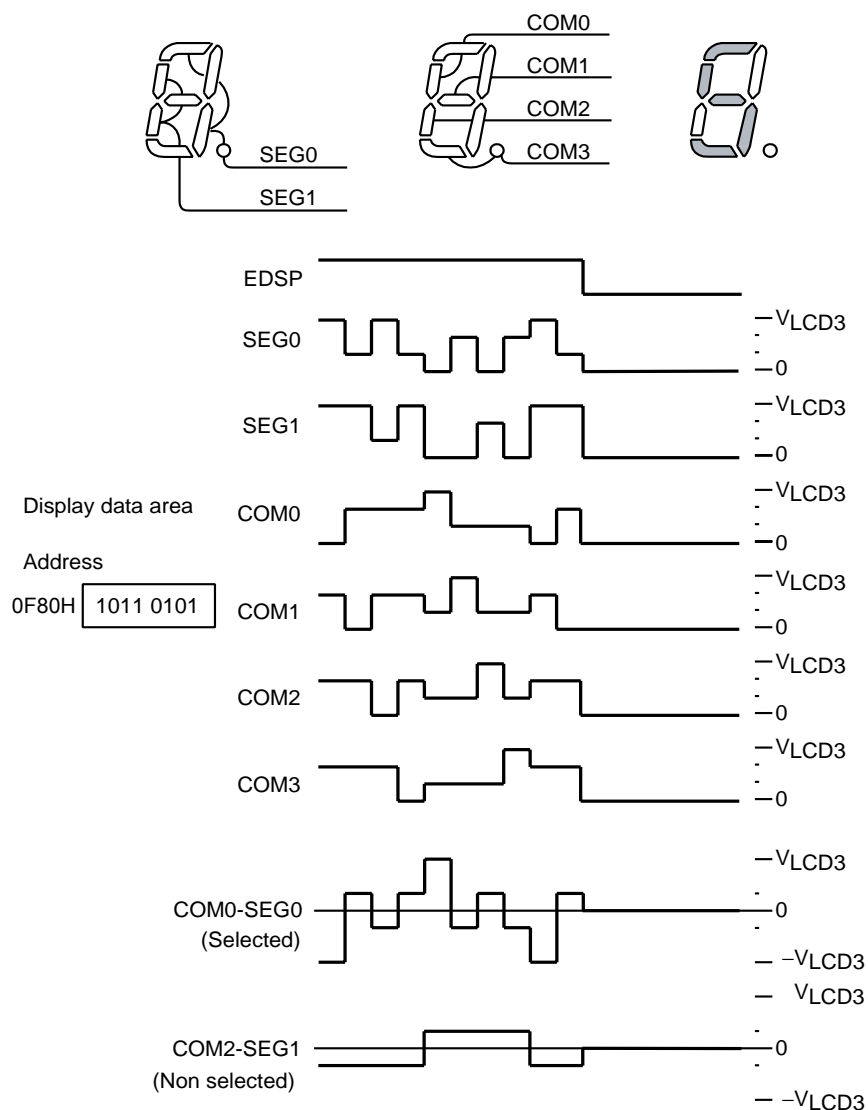 COM0
COM1
COM2
COM3
SEG0
SEG1
EDSP
SEG0
VLCD3
0
SEG1
VLCD3
0
Display data area
COM0
VLCD3
0
Address
0F80H 1011 0101
COM1
VLCD3
0
COM2
VLCD3
0
COM3
VLCD3
0
VLCD3
COM0-SEG0
0
(Selected)
−VLCD3
VLCD3
COM2-SEG1
0
(Non selected)
−VLCD3